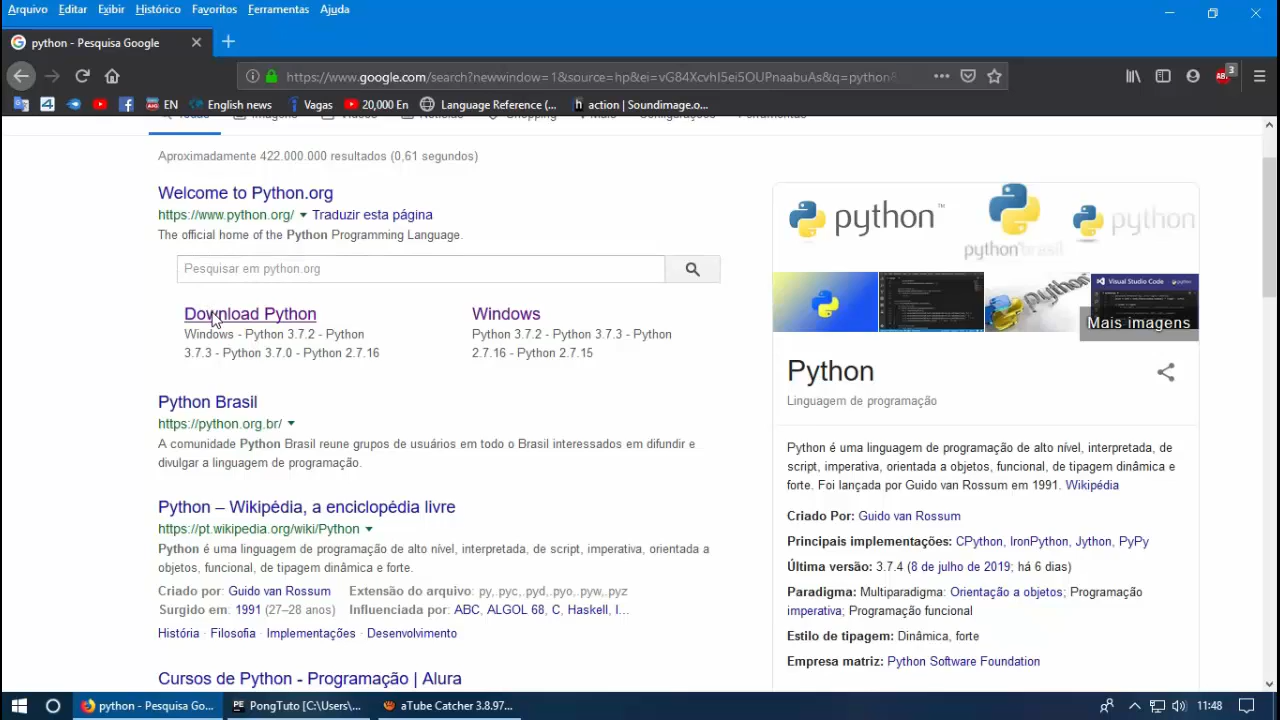 Arquivo Editar Exibir Histórico Favoritos Ferramentas Ajuda
python - Pesquisa Google
https://www.google.com/search?newwindow=1&source=hp&ei=vG84XcvhI5ei5OUPnaabuAs&q=python
EN English news Vagas 20,000 En Language Reference (... action | Soundimage.o...
Todas Imagens Vídeos Notícias Shopping Mais Configurações Ferramentas
Aproximadamente 422.000.000 resultados (0,61 segundos)
Welcome to Python.org
https://www.python.org/ Traduzir esta página
The official home of the Python Programming Language.
Pesquisar em python.org
Download Python
Windows - Python 3.7.2 - Python
3.7.3 - Python 3.7.0 - Python 2.7.16
Windows
Python 3.7.2 - Python 3.7.3 - Python
2.7.16 - Python 2.7.15
Python Brasil
https://python.org.br/
A comunidade Python Brasil reune grupos de usuários em todo o Brasil interessados em difundir e
divulgar a linguagem de programação.
Python – Wikipédia, a enciclopédia livre
https://pt.wikipedia.org/wiki/Python
Python é uma linguagem de programação de alto nível, interpretada, de script, imperativa, orientada a
objetos, funcional, de tipagem dinâmica e forte.
Criado por: Guido van Rossum Extensão do arquivo: py,.pyc,.pyd,.pyo,.pyw,.pyz
Surgido em: 1991 (27–28 anos) Influenciada por: ABC, ALGOL 68, C, Haskell, I...
História · Filosofia · Implementações · Desenvolvimento
Cursos de Python - Programação | Alura
python™
python brasil
python
python
Visual Studio Code
python
Mais imagens
Python
Linguagem de programação
Python é uma linguagem de programação de alto nível, interpretada, de
script, imperativa, orientada a objetos, funcional, de tipagem dinâmica e
forte. Foi lançada por Guido van Rossum em 1991. Wikipédia
Criado Por: Guido van Rossum
Principais implementações: CPython, IronPython, Jython, PyPy
Última versão: 3.7.4 (8 de julho de 2019; há 6 dias)
Paradigma: Multiparadigma: Orientação a objetos; Programação
imperativa; Programação funcional
Estilo de tipagem: Dinâmica, forte
Empresa matriz: Python Software Foundation
python - Pesquisa Go... PE PongTuto [C:\Users\... aTube Catcher 3.8.97... 11:48